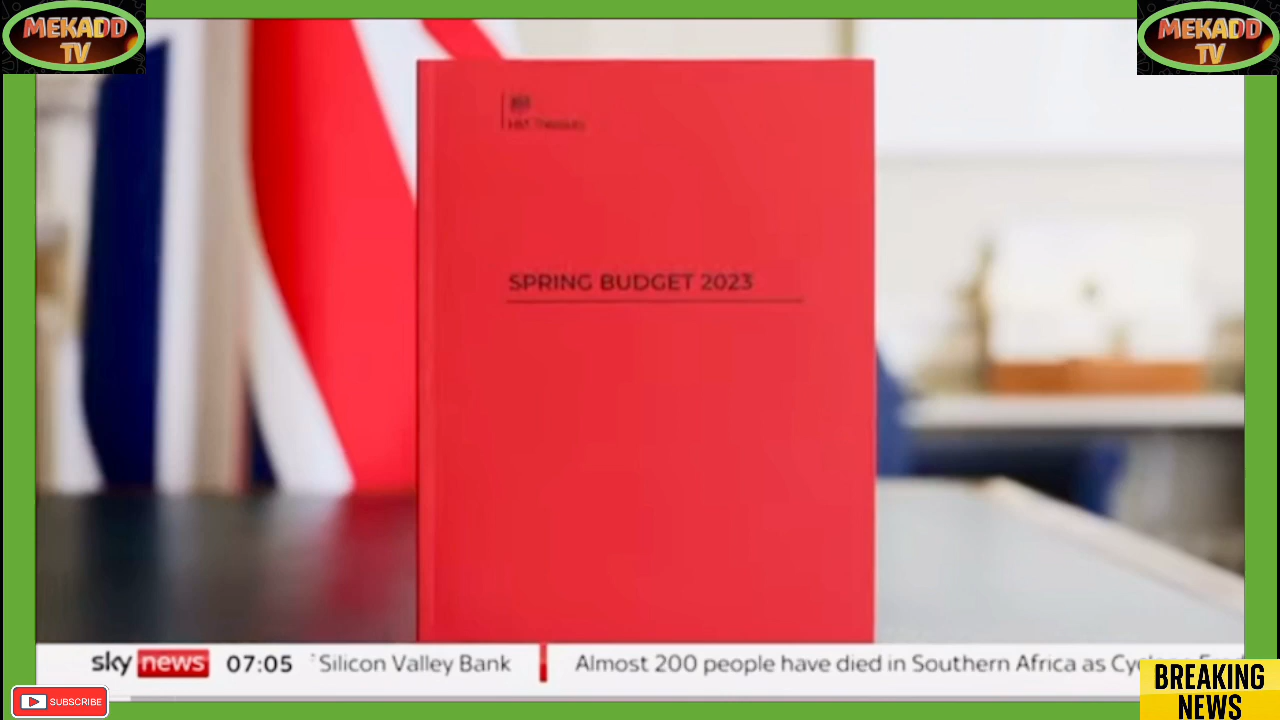 MEKADD
TV
MEKADD
TV
HM Treasury
SPRING BUDGET 2023
sky news 07:05 Silicon Valley Bank Almost 200 people have died in Southern Africa as
SUBSCRIBE
BREAKING
NEWS